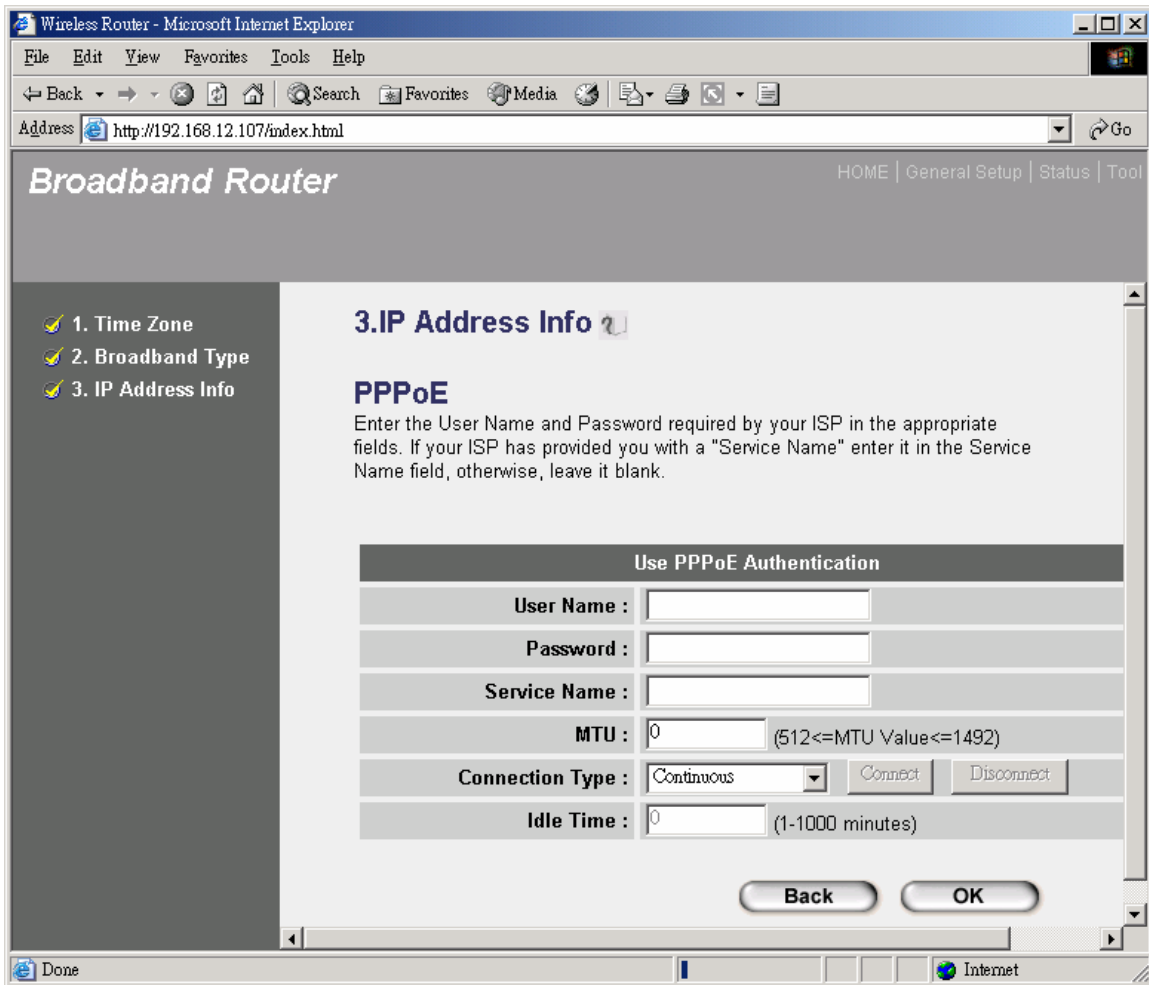 Wireless Router - Microsoft Internet Explorer
File Edit View Favorites Tools Help
Back Search Favorites Media
Address http://192.168.12.107/index.html Go
Broadband Router
HOME | General Setup | Status | Tool
1. Time Zone
2. Broadband Type
3. IP Address Info
3.IP Address Info
PPPoE
Enter the User Name and Password required by your ISP in the appropriate
fields. If your ISP has provided you with a "Service Name" enter it in the Service
Name field, otherwise, leave it blank.
Use PPPoE Authentication
User Name :
Password :
Service Name :
MTU : 0 (512<=MTU Value<=1492)
Connection Type : Continuous Connect Disconnect
Idle Time : 0 (1-1000 minutes)
Back OK
Done Internet